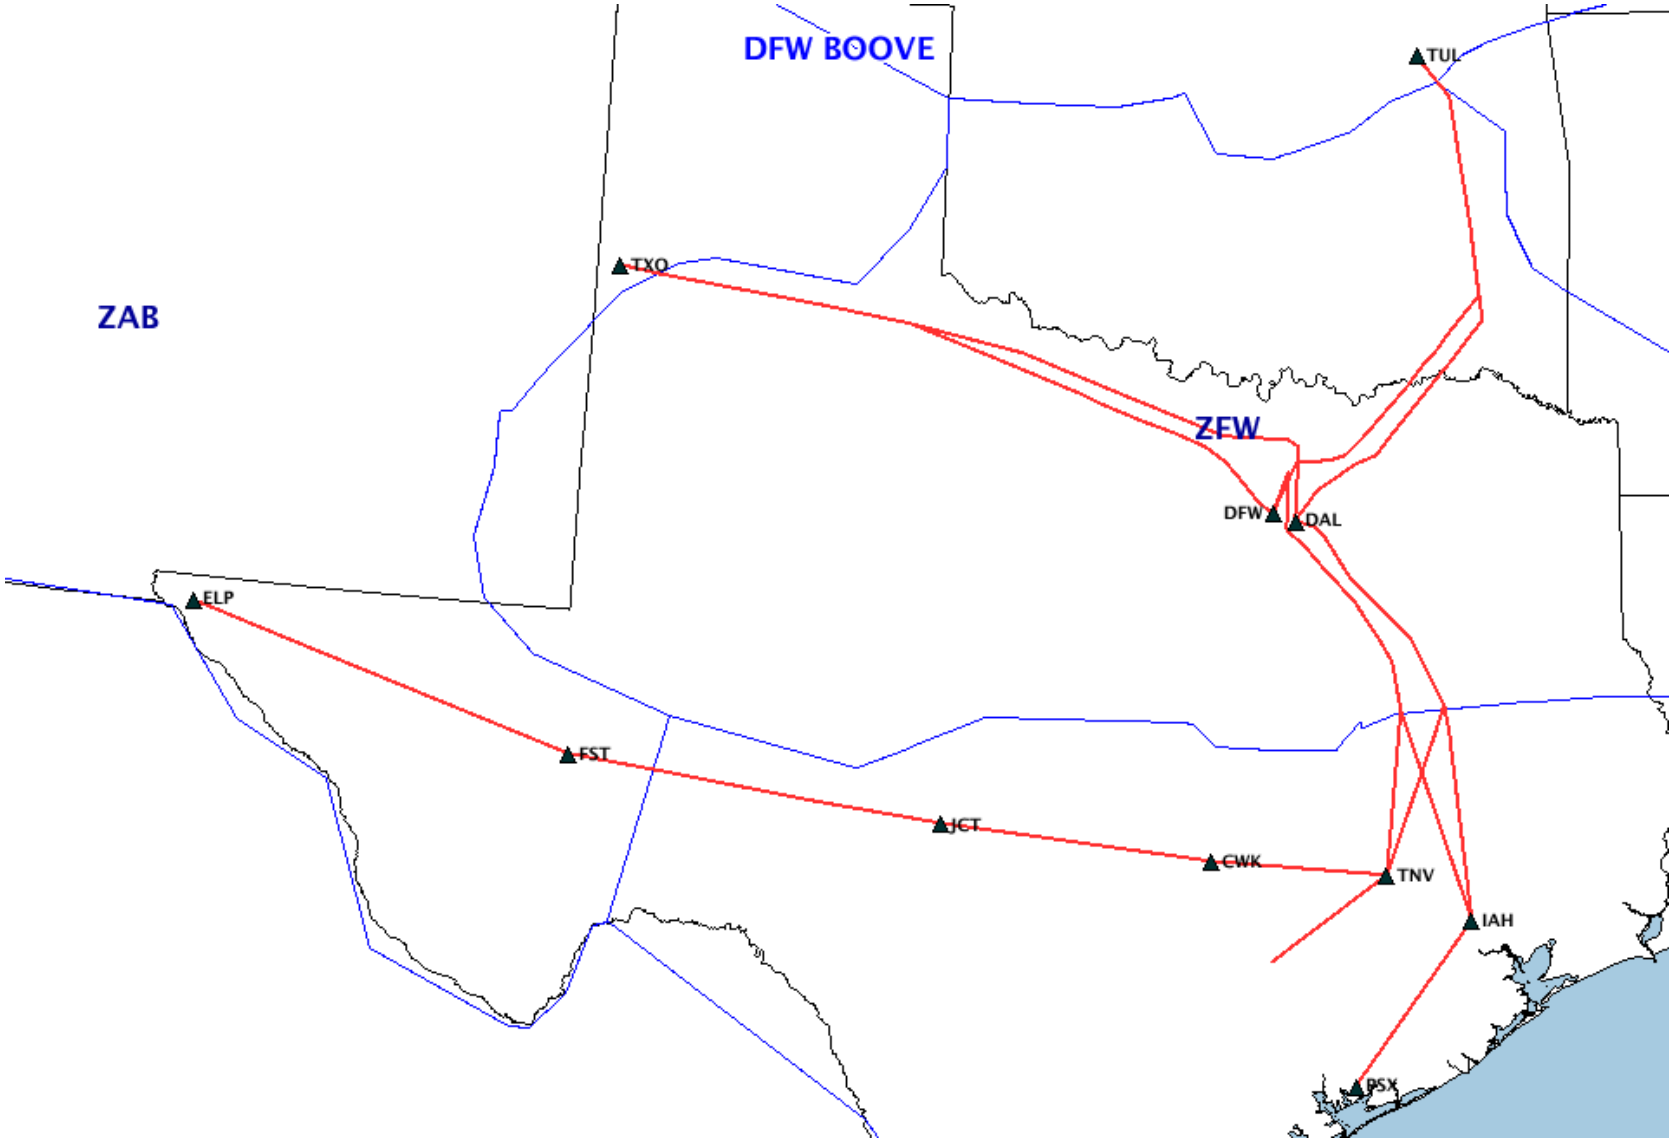 DFW BOOVE
TUL
TXO
ZAB
ZFW
DFW
DAL
ELP
FST
JCT
CWK
TNV
IAH
PSX